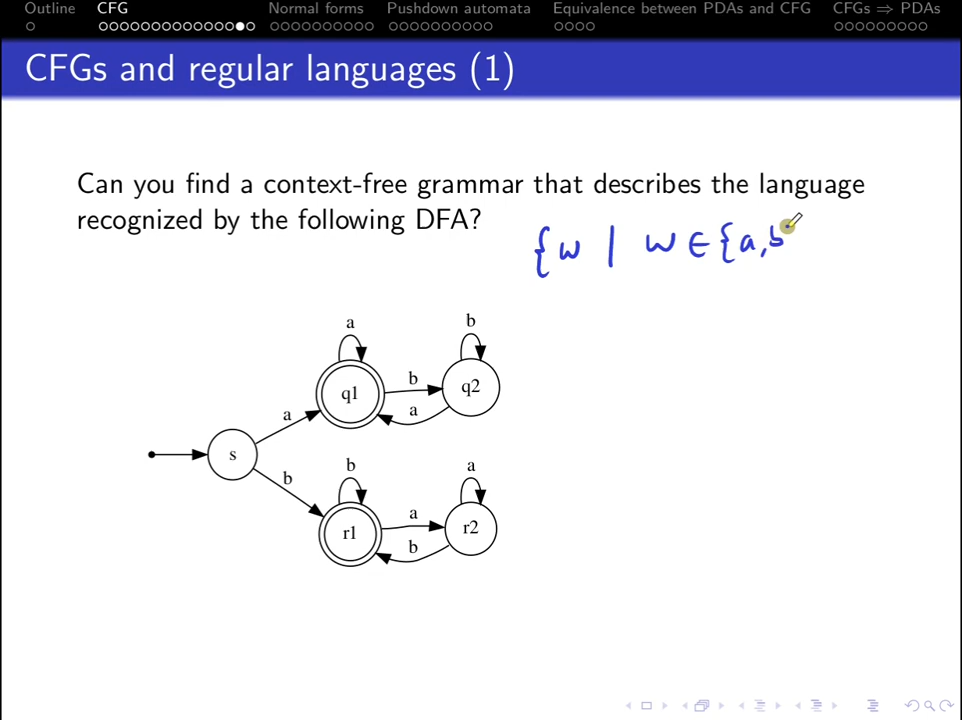 Outline CFG Normal forms Pushdown automata Equivalence between PDAs and CFG CFGs ⇒ PDAs
CFGs and regular languages (1)
Can you find a context-free grammar that describes the language
recognized by the following DFA?
{w | w ∈ {a,b
a b
q1 b q2
a a
s
b b a
r1 a r2
b